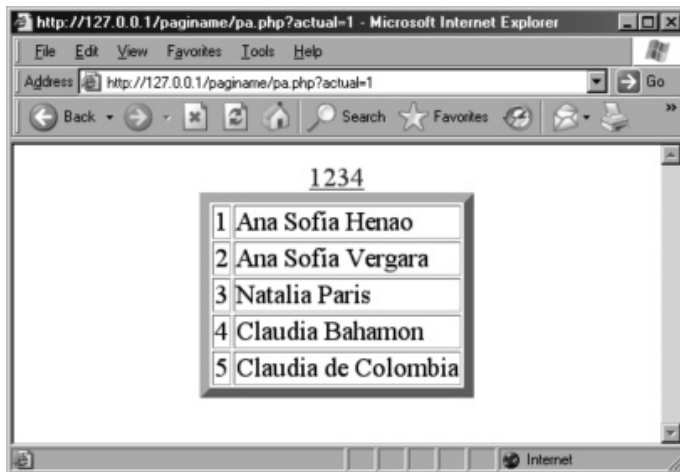 http://127.0.0.1/paginame/pa.php?actual=1 - Microsoft Internet Explorer
File Edit View Favorites Tools Help
Address http://127.0.0.1/paginame/pa.php?actual=1 Go
Back Search Favorites »
1234
1 Ana Sofía Henao
2 Ana Sofía Vergara
3 Natalia Paris
4 Claudia Bahamon
5 Claudia de Colombia
Internet